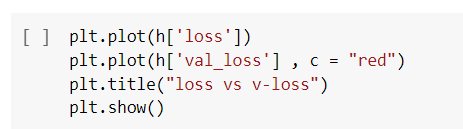 [ ] plt.plot(h['loss'])
plt.plot(h['val_loss'] , c = "red")
plt.title("loss vs v-loss")
plt.show()